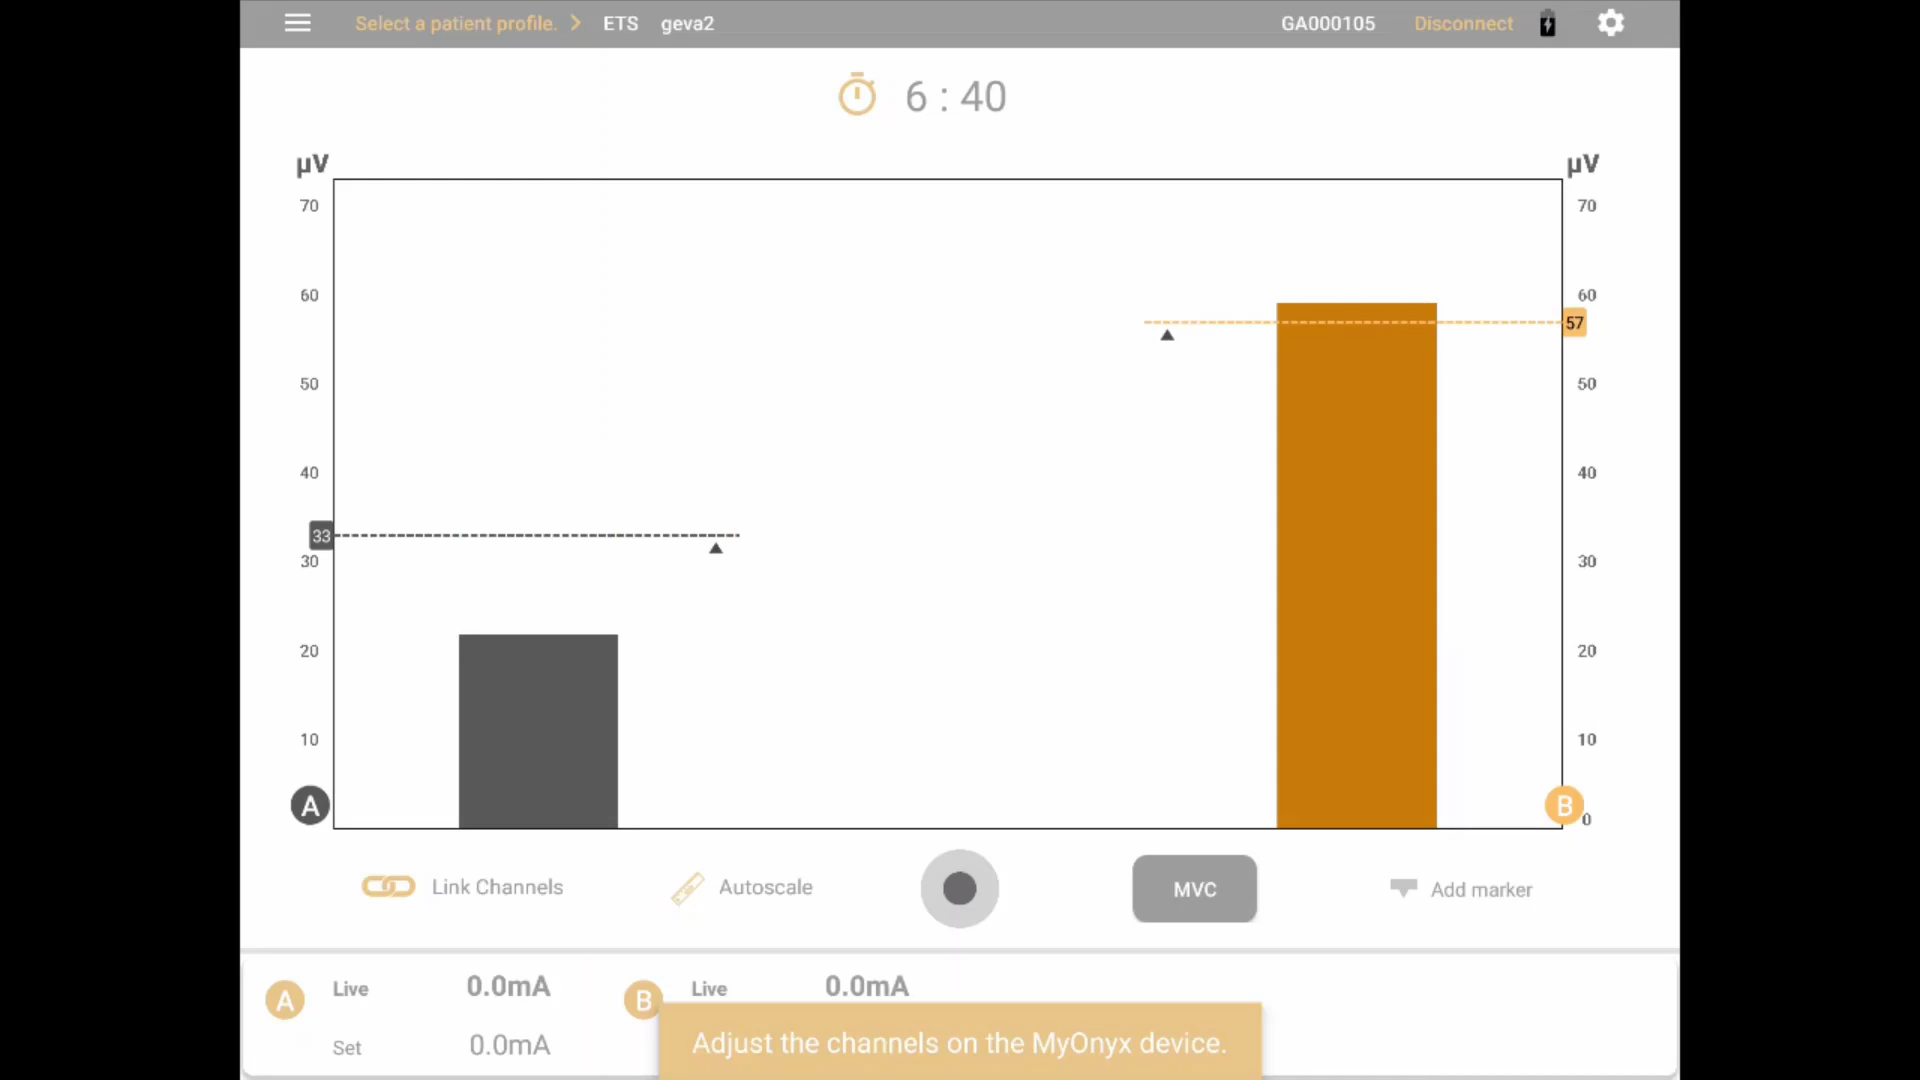 Select a patient profile. > ETS geva2 GA000105 Disconnect
6 : 40
µV µV
70 70
60 60
57
50 50
40 40
33
30 30
20 20
10 10
A B 0
Link Channels Autoscale MVC Add marker
A Live 0.0mA B Live 0.0mA
Set 0.0mA
Adjust the channels on the MyOnyx device.